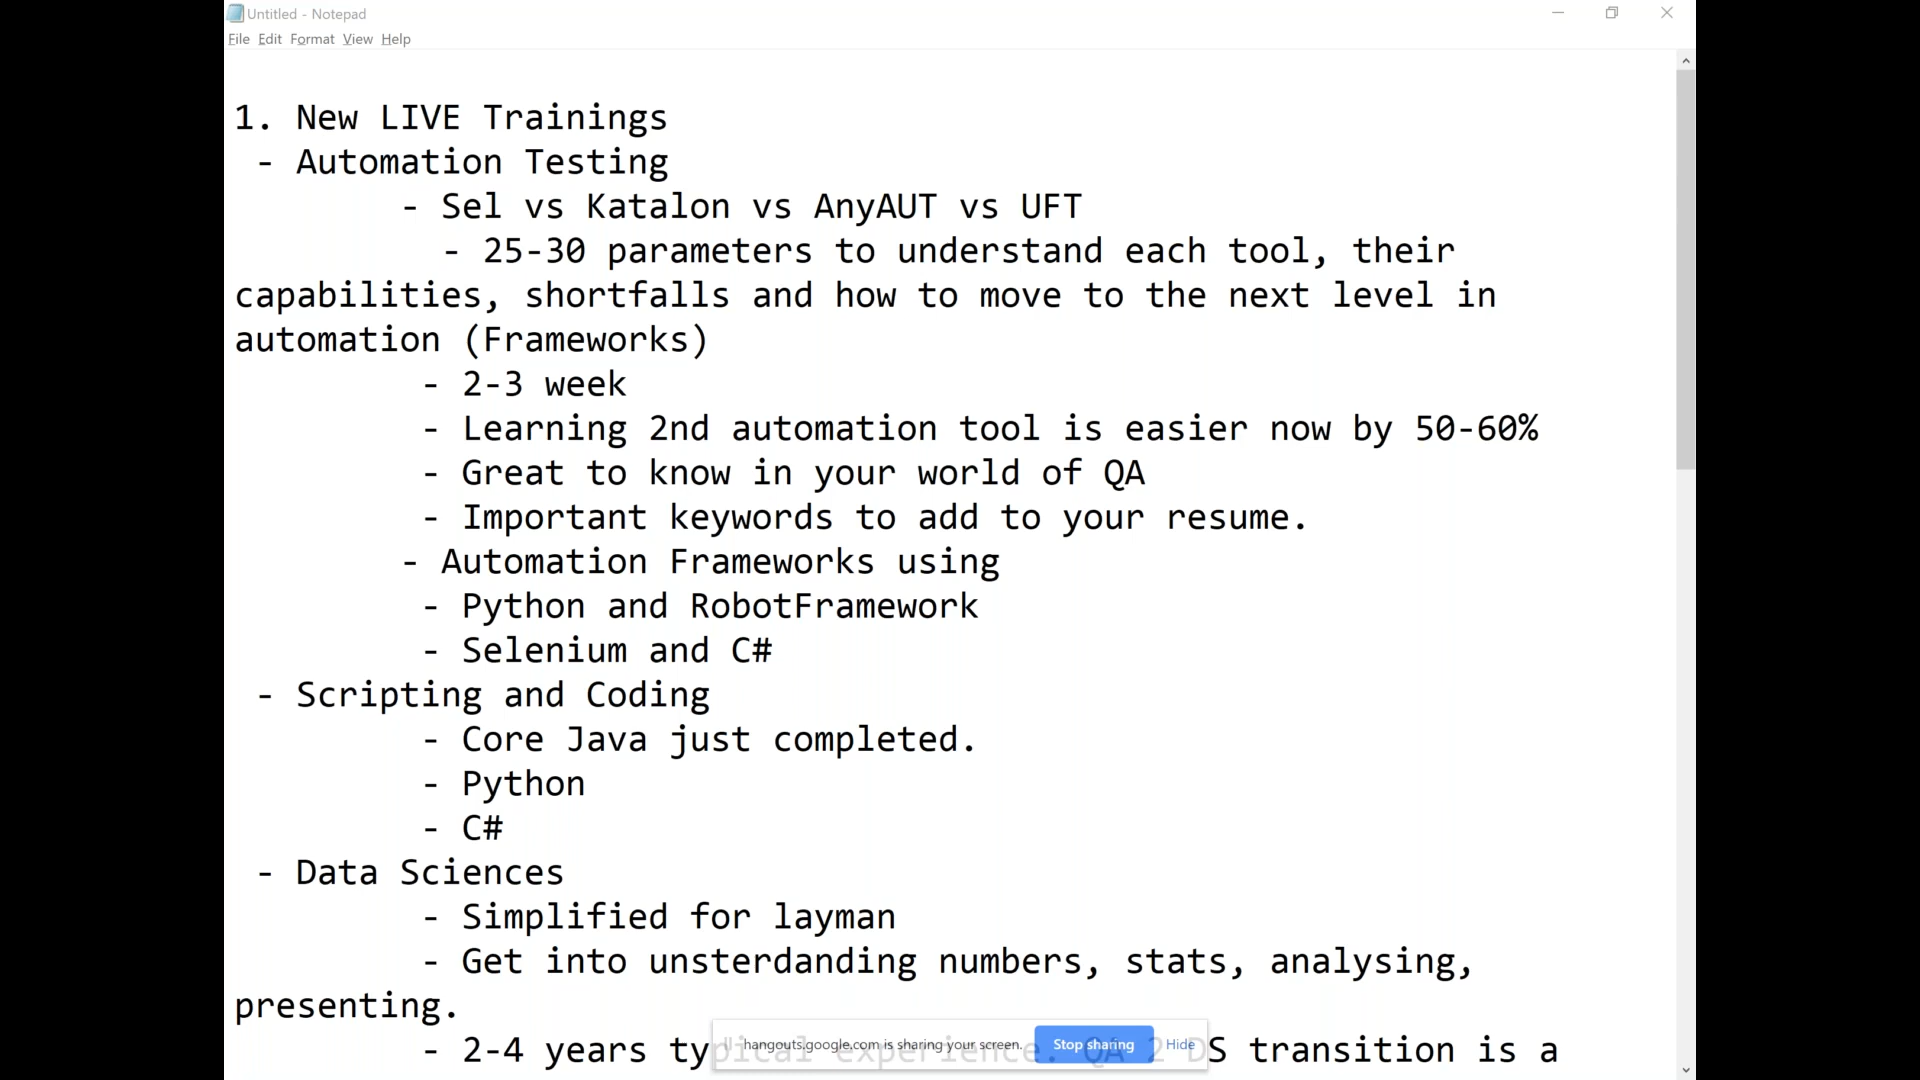 Untitled - Notepad
File Edit Format View Help
1. New LIVE Trainings
- Automation Testing
- Sel vs Katalon vs AnyAUT vs UFT
- 25-30 parameters to understand each tool, their
capabilities, shortfalls and how to move to the next level in
automation (Frameworks)
- 2-3 week
- Learning 2nd automation tool is easier now by 50-60%
- Great to know in your world of QA
- Important keywords to add to your resume.
- Automation Frameworks using
- Python and RobotFramework
- Selenium and C#
- Scripting and Coding
- Core Java just completed.
- Python
- C#
- Data Sciences
- Simplified for layman
- Get into unsterdanding numbers, stats, analysing,
presenting.
- 2-4 years typical experience. QA 2 DS transition is a
hangouts.google.com is sharing your screen. Stop sharing Hide